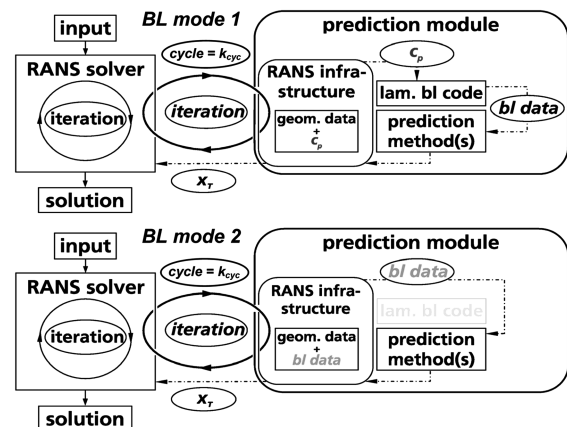 BL mode 1
prediction module
input
cycle = kcyc
cp
RANS solver
RANS infra-
structure
lam. bl code
iteration
iteration
bl data
geom. data
+
cp
prediction
method(s)
xT
solution
BL mode 2
prediction module
input
cycle = kcyc
bl data
RANS solver
RANS infra-
structure
lam. bl code
iteration
iteration
geom. data
+
bl data
prediction
method(s)
xT
solution